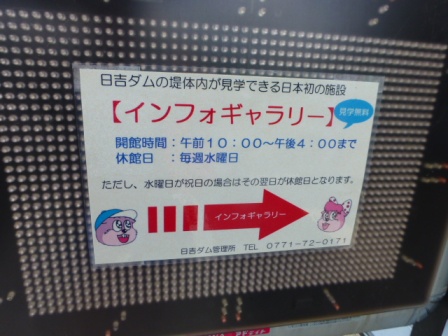 日吉ダムの堤体内が見学できる日本初の施設
【インフォギャラリー】
見学無料
開館時間:午前10:00~午後4:00まで
休館日 :毎週水曜日
ただし、水曜日が祝日の場合はその翌日が休館日となります。
インフォギャラリー
日吉ダム管理所 TEL 0771-72-0171